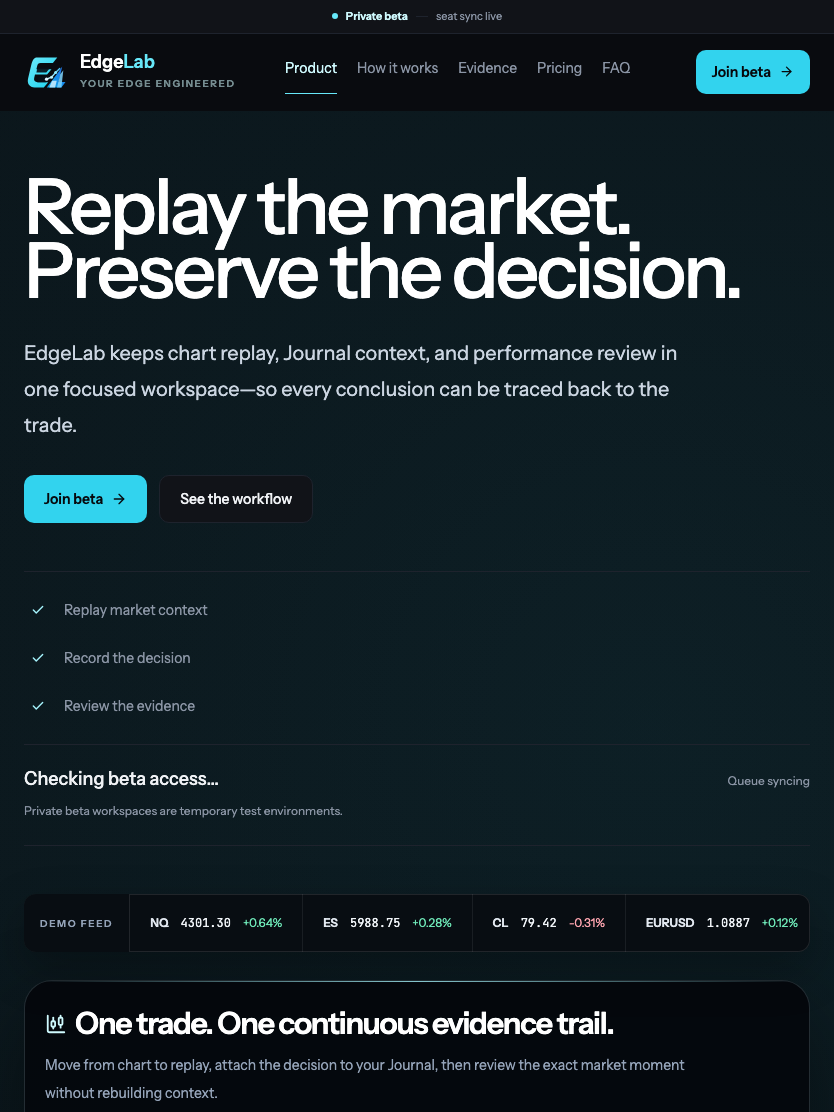 Private beta — seat sync live
EdgeLab
YOUR EDGE ENGINEERED
Product How it works Evidence Pricing FAQ
Join beta →
Replay the market.
Preserve the decision.
EdgeLab keeps chart replay, Journal context, and performance review in
one focused workspace—so every conclusion can be traced back to the
trade.
Join beta → See the workflow
Replay market context
Record the decision
Review the evidence
Checking beta access... Queue syncing
Private beta workspaces are temporary test environments.
DEMO FEED NQ 4301.30 +0.64% ES 5988.75 +0.28% CL 79.42 -0.31% EURUSD 1.0887 +0.12%
One trade. One continuous evidence trail.
Move from chart to replay, attach the decision to your Journal, then review the exact market moment
without rebuilding context.